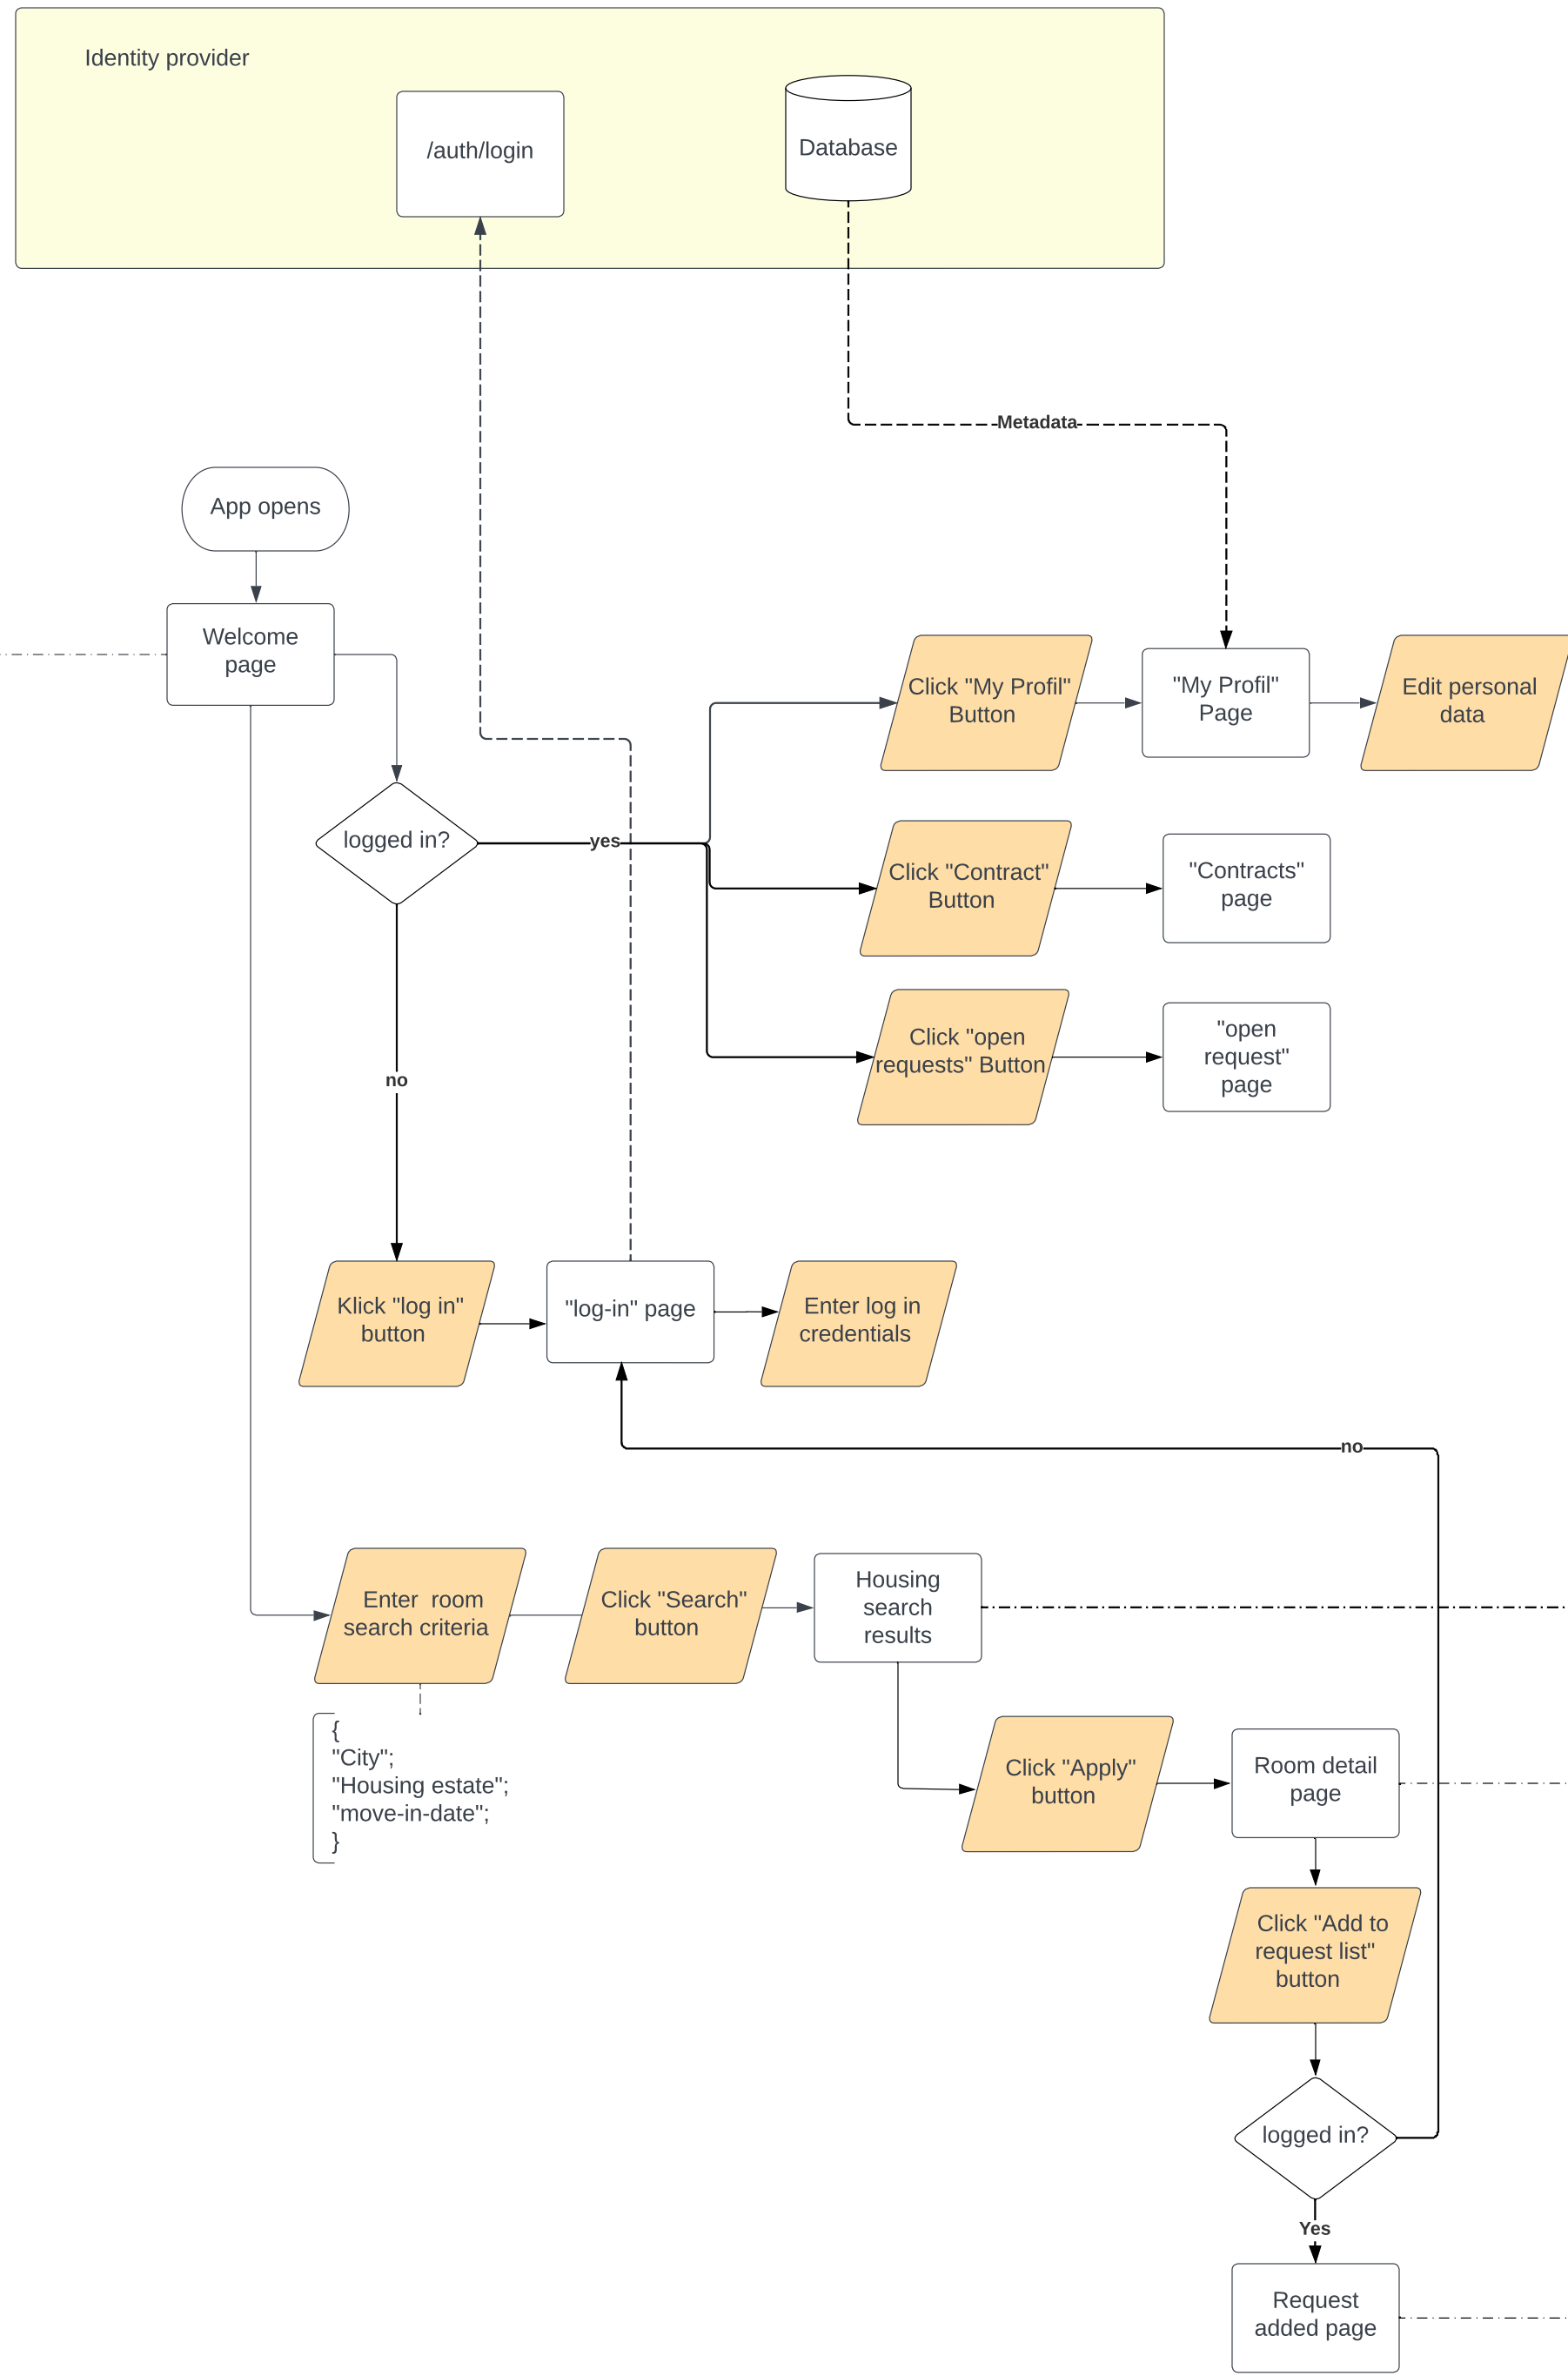 Identity provider
/auth/login
Database
Metadata
App opens
Welcome
page
Click "My Profil"
Button
"My Profil"
Page
Edit personal
data
logged in?
yes
Click "Contract"
Button
"Contracts"
page
Click "open
requests" Button
"open
request"
page
no
Klick "log in"
button
"log-in" page
Enter log in
credentials
no
Enter  room
search criteria
Click "Search"
button
Housing
search
results
{
"City";
"Housing estate";
"move-in-date";
}
Click "Apply"
button
Room detail
page
Click "Add to
request list"
button
logged in?
Yes
Request
added page